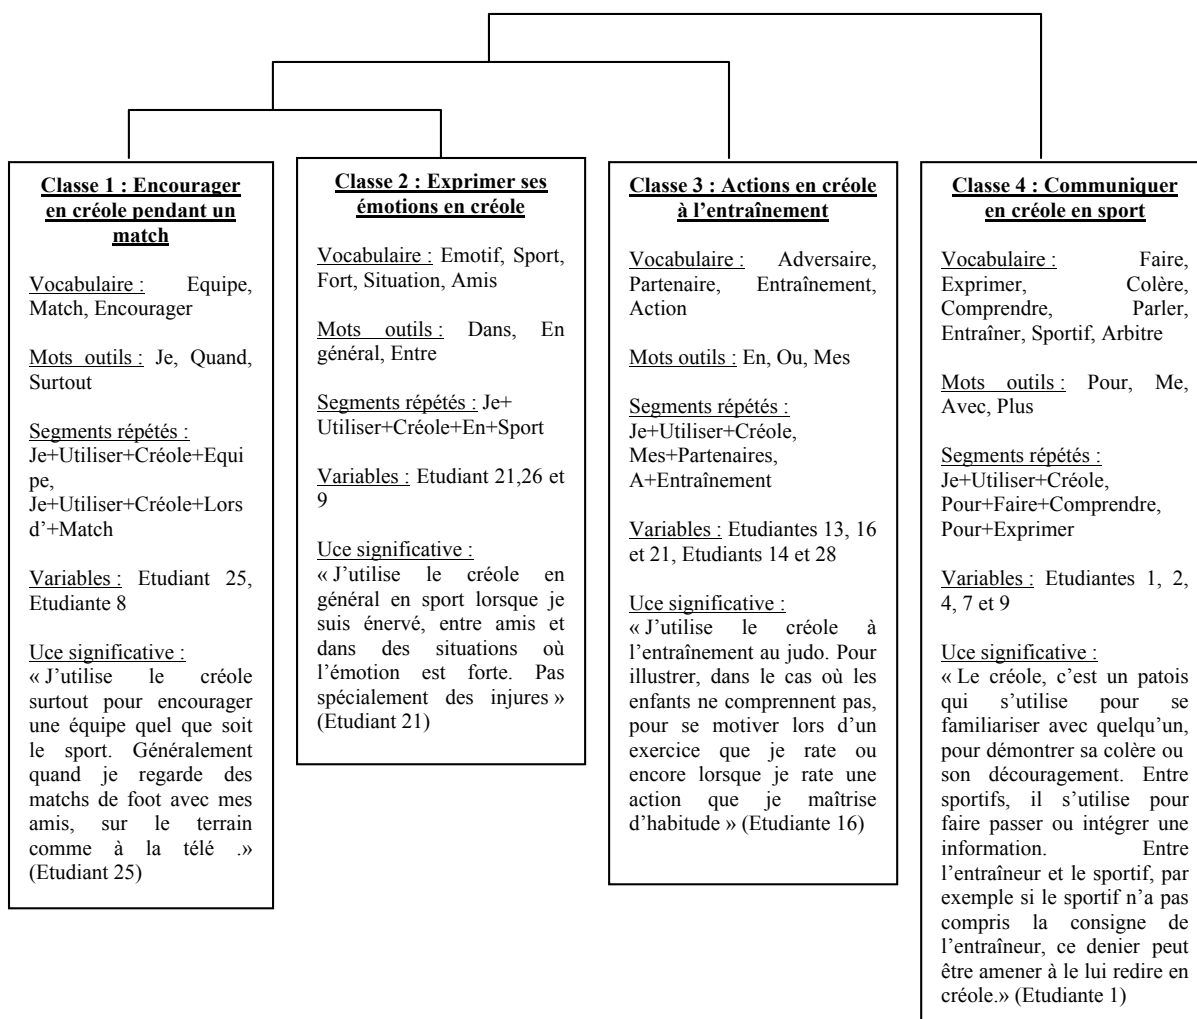 Classe 1 : Encourager
en créole pendant un
match
Vocabulaire : Equipe,
Match, Encourager
Mots outils : Je, Quand,
Surtout
Segments répétés :
Je+Utiliser+Créole+Equi
pe,
Je+Utiliser+Créole+Lors
d’+Match
Variables : Etudiant 25,
Etudiante 8
Uce significative :
« J’utilise le créole
surtout pour encourager
une équipe quel que soit
le sport. Généralement
quand je regarde des
matchs de foot avec mes
amis, sur le terrain
comme à la télé .»
(Etudiant 25)
Classe 2 : Exprimer ses
émotions en créole
Vocabulaire : Emotif, Sport,
Fort, Situation, Amis
Mots outils : Dans, En
général, Entre
Segments répétés : Je+
Utiliser+Créole+En+Sport
Variables : Etudiant 21,26 et
9
Uce significative :
« J’utilise le créole en
général en sport lorsque je
suis énervé, entre amis et
dans des situations où
l’émotion est forte. Pas
spécialement des injures »
(Etudiant 21)
Classe 3 : Actions en créole
à l’entraînement
Vocabulaire : Adversaire,
Partenaire, Entraînement,
Action
Mots outils : En, Ou, Mes
Segments répétés :
Je+Utiliser+Créole,
Mes+Partenaires,
A+Entraînement
Variables : Etudiantes 13, 16
et 21, Etudiants 14 et 28
Uce significative :
« J’utilise le créole à
l’entraînement au judo. Pour
illustrer, dans le cas où les
enfants ne comprennent pas,
pour se motiver lors d’un
exercice que je rate ou
encore lorsque je rate une
action que je maîtrise
d’habitude » (Etudiante 16)
Classe 4 : Communiquer
en créole en sport
Vocabulaire : Faire,
Exprimer, Colère,
Comprendre, Parler,
Entraîner, Sportif, Arbitre
Mots outils : Pour, Me,
Avec, Plus
Segments répétés :
Je+Utiliser+Créole,
Pour+Faire+Comprendre,
Pour+Exprimer
Variables : Etudiantes 1, 2,
4, 7 et 9
Uce significative :
« Le créole, c’est un patois
qui s’utilise pour se
familiariser avec quelqu’un,
pour démontrer sa colère ou
son découragement. Entre
sportifs, il s’utilise pour
faire passer ou intégrer une
information. Entre
l’entraîneur et le sportif, par
exemple si le sportif n’a pas
compris la consigne de
l’entraîneur, ce denier peut
être amener à le lui redire en
créole.» (Etudiante 1)